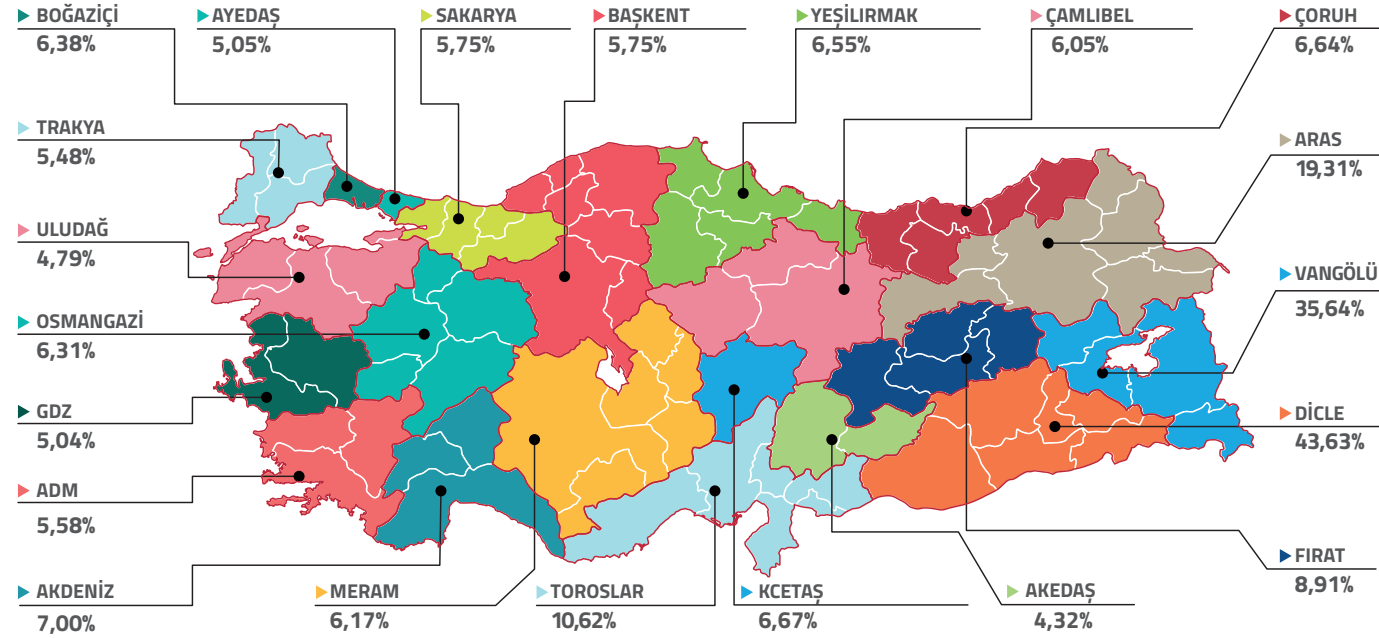 BOĞAZİÇİ
6,38%
AYEDAŞ
5,05%
SAKARYA
5,75%
BAŞKENT
5,75%
YEŞİLIRMAK
6,55%
ÇAMLIBEL
6,05%
ÇORUH
6,64%
TRAKYA
5,48%
ARAS
19,31%
ULUDAĞ
4,79%
VANGÖLÜ
35,64%
OSMANGAZİ
6,31%
GDZ
5,04%
DİCLE
43,63%
ADM
5,58%
FIRAT
8,91%
AKDENİZ
7,00%
MERAM
6,17%
TOROSLAR
10,62%
KCETAŞ
6,67%
AKEDAŞ
4,32%